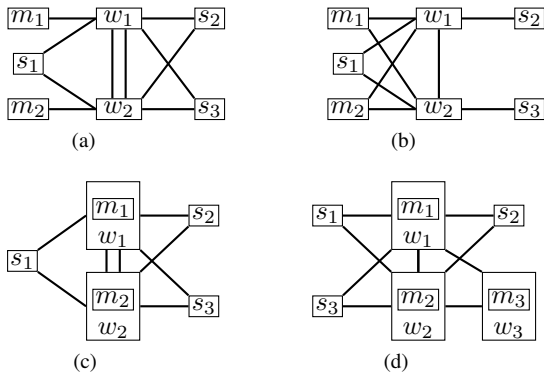 m₁ w₁ s₂
s₁
m₂ w₂ s₃
(a)
m₁ w₁ s₂
s₁
m₂ w₂ s₃
(b)
m₁
w₁ s₂
s₁
m₂ s₃
w₂
(c)
s₁ m₁ s₂
w₁
s₃ m₂ m₃
w₂ w₃
(d)